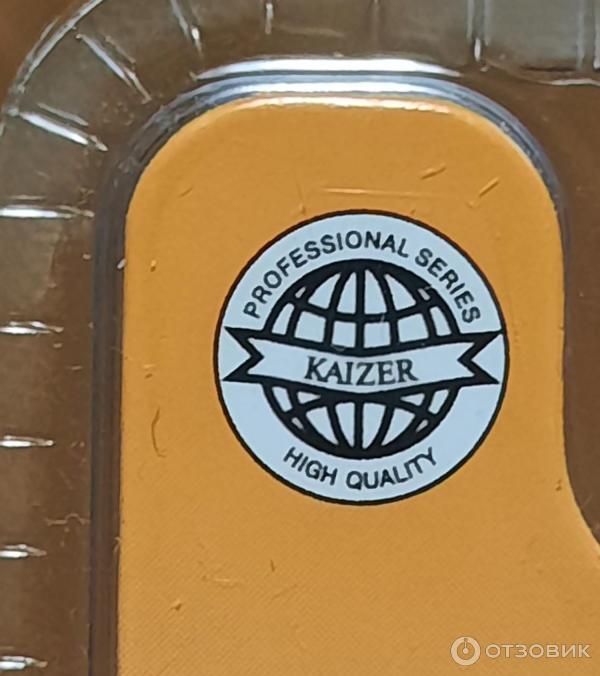 PROFESSIONAL SERIES
KAIZER
HIGH QUALITY
ОТЗОВИК